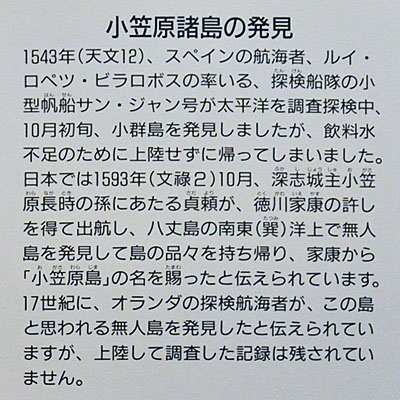 小笠原諸島の発見
1543年(天文12)、スペインの航海者、ルイ・
ロペツ・ビラロボスの率いる、探検船隊の小
型帆船サン・ジャン号が太平洋を調査探検中、
10月初旬、小群島を発見しましたが、飲料水
不足のために上陸せずに帰ってしまいました。
日本では1593年(文禄2)10月、深志城主小笠
原長時の孫にあたる貞頼が、徳川家康の許し
を得て出航し、八丈島の南東(巽)洋上で無人
島を発見して島の品々を持ち帰り、家康から
「小笠原島」の名を賜ったと伝えられています。
17世紀に、オランダの探検航海者が、この島
と思われる無人島を発見したと伝えられてい
ますが、上陸して調査した記録は残されてい
ません。